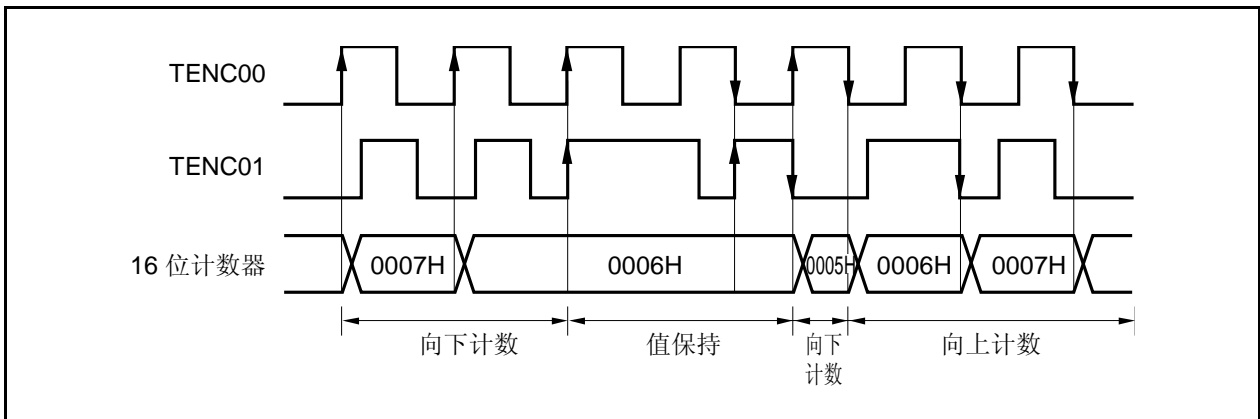 TENC00
TENC01
16 位计数器
0007H
0006H
0005H
0006H
0007H
向下计数
值保持
向下
计数
向上计数